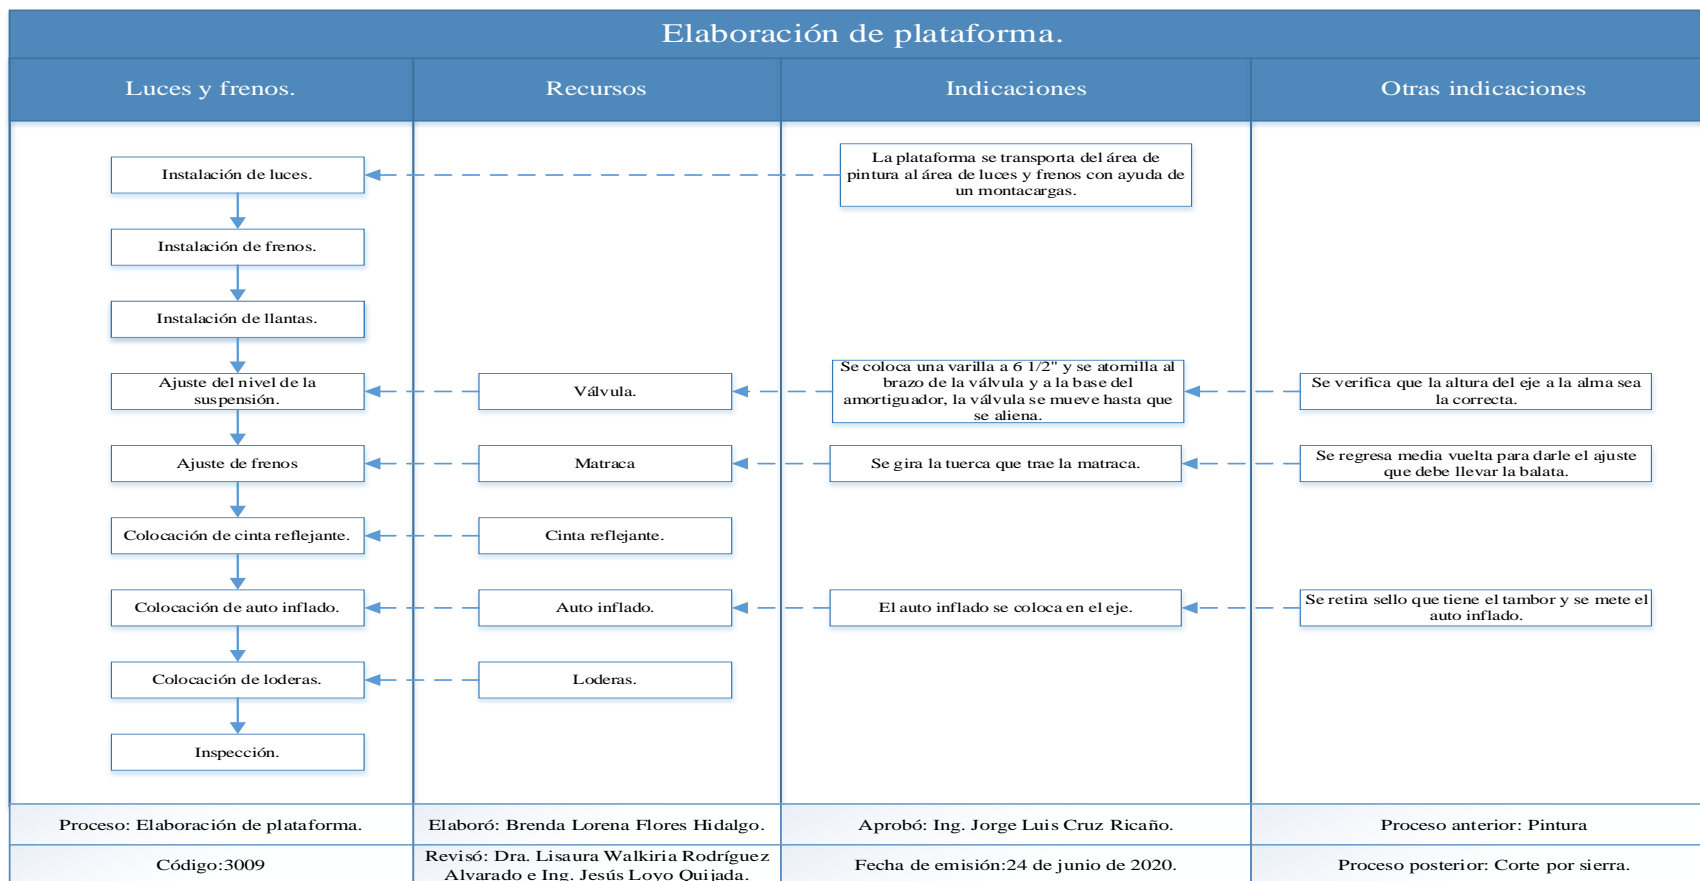 Elaboración de plataforma.
Luces y frenos.
Recursos
Indicaciones
Otras indicaciones
Instalación de luces.
La plataforma se transporta del área de
pintura al área de luces y frenos con ayuda de
un montacargas.
Instalación de frenos.
Instalación de llantas.
Ajuste del nivel de la
suspensión.
Válvula.
Se coloca una varilla a 6 1/2" y se atornilla al
brazo de la válvula y a la base del
amortiguador, la válvula se mueve hasta que
se aliena.
Se verifica que la altura del eje a la alma sea
la correcta.
Ajuste de frenos
Matraca
Se gira la tuerca que trae la matraca.
Se regresa media vuelta para darle el ajuste
que debe llevar la balata.
Colocación de cinta reflejante.
Cinta reflejante.
Colocación de auto inflado.
Auto inflado.
El auto inflado se coloca en el eje.
Se retira sello que tiene el tambor y se mete el
auto inflado.
Colocación de loderas.
Loderas.
Inspección.
Proceso: Elaboración de plataforma.
Elaboró: Brenda Lorena Flores Hidalgo.
Aprobó: Ing. Jorge Luis Cruz Ricaño.
Proceso anterior: Pintura
Código:3009
Revisó: Dra. Lisaura Walkiria Rodríguez
Alvarado e Ing. Jesús Loyo Quijada.
Fecha de emisión:24 de junio de 2020.
Proceso posterior: Corte por sierra.